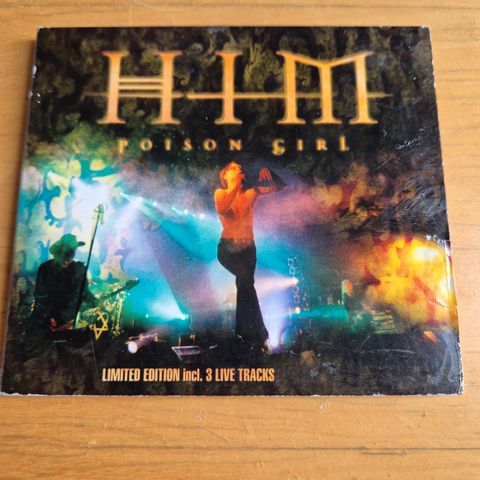 HIM
POISON GIRL
LIMITED EDITION incl. 3 LIVE TRACKS